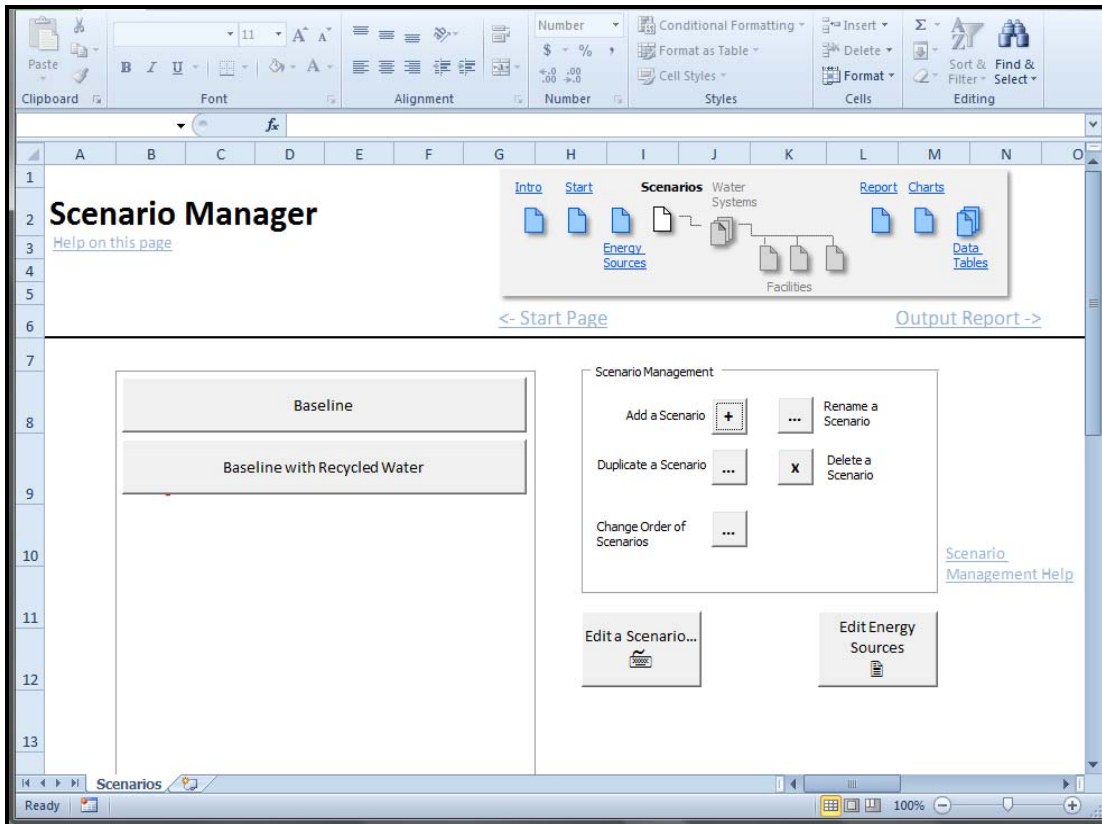 Number
Conditional Formatting
Insert
Σ
11
A A
Paste
$ % ,
Format as Table
Delete
Sort & Find &
Filter Select
B I U
A
.00 .0
.00
Cell Styles
Format
Clipboard
Font
Alignment
Number
Styles
Cells
Editing
fx
A B C D E F G H I J K L M N O
1
Intro Start Scenarios Water Systems Report Charts
2 Scenario Manager
3 Help on this page
Energy Sources
Data Tables
4
5
Facilities
6
<- Start Page
Output Report ->
7
Scenario Management
8
Baseline
Add a Scenario +
... Rename a Scenario
Baseline with Recycled Water
Duplicate a Scenario ...
x Delete a Scenario
9
10
Change Order of Scenarios ...
Scenario Management Help
11
Edit a Scenario...
Edit Energy Sources
12
13
Scenarios
Ready
100%